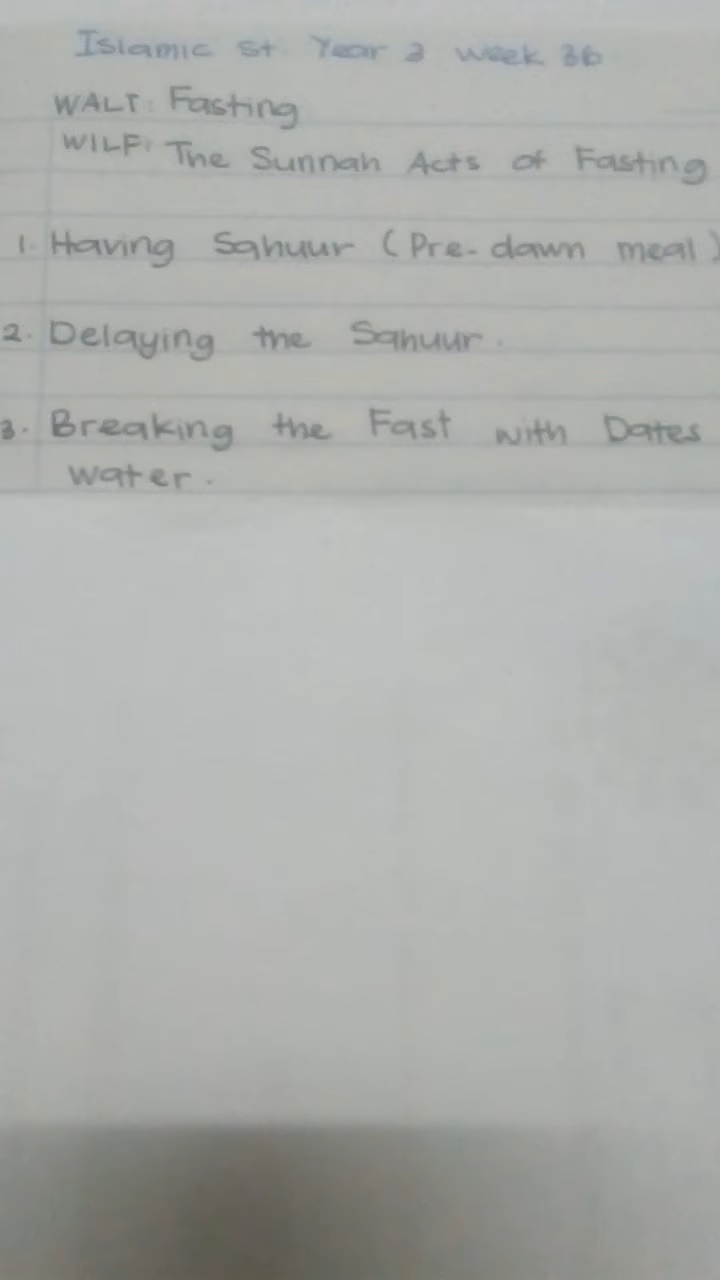 Islamic st Year 3 week 36
WALT: Fasting
WILF: The Sunnah Acts of Fasting
1. Having Sahuur (Pre-dawn meal)
2. Delaying the Sahuur.
3. Breaking the Fast with Dates
water.